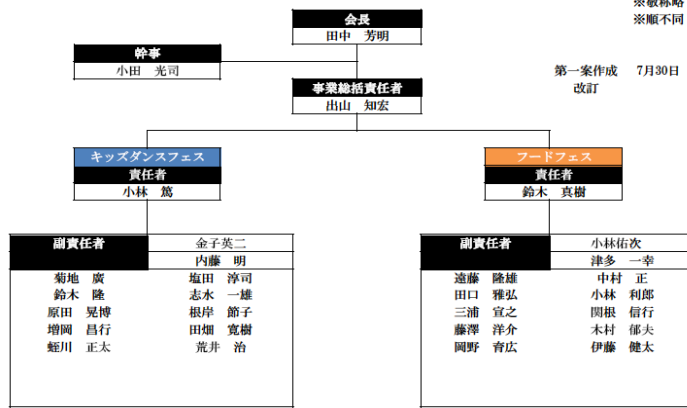 ※敬称略
※順不同
会長
田中 芳明
幹事
小田 光司
第一案作成 7月30日
改訂
事業総括責任者
出山 知宏
キッズダンスフェス
責任者
小林 篤
フードフェス
責任者
鈴木 真樹
副責任者 金子英二
内藤 明
菊地 廣 塩田 淳司
鈴木 隆 志水 一雄
原田 晃博 根岸 節子
増岡 昌行 田畑 寛樹
蛭川 正太 荒井 治
副責任者 小林佑次
津多 一幸
遠藤 隆雄 中村 正
田口 雅弘 小林 利郎
三浦 宣之 関根 信行
藤澤 洋介 木村 郁夫
岡野 育広 伊藤 健太